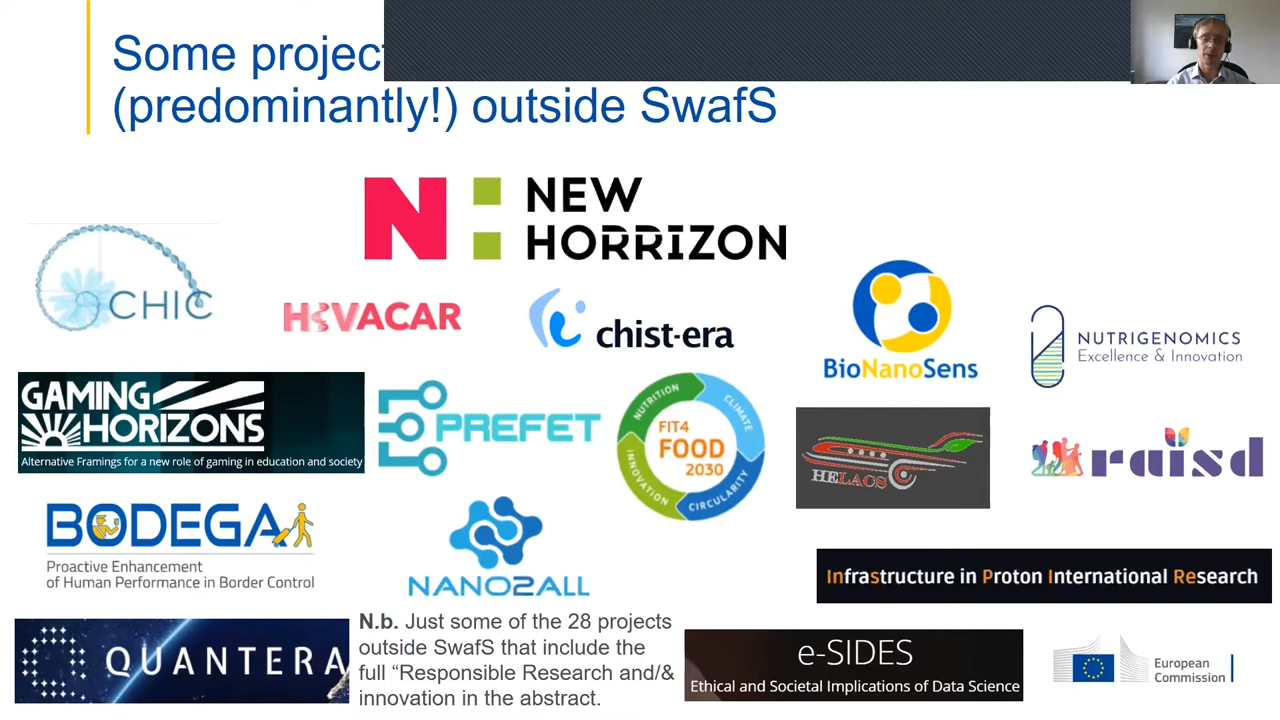 Some project
(predominantly!) outside SwafS
N:
NEW
HORRIZON
CHIC
HIVACAR
chist-era
BioNanoSens
NUTRIGENOMICS
Excellence & Innovation
GAMING
HORIZONS
Alternative Framings for a new role of gaming in education and society
PREFET
NUTRITION
CLIMATE
CIRCULARITY
INNOVATION
FIT4
FOOD
2030
HELACS
raisd
BODEGA
Proactive Enhancement
of Human Performance in Border Control
NANO2ALL
Infrastructure in Proton International Research
QUANTERA
N.b. Just some of the 28 projects
outside SwafS that include the
full “Responsible Research and/&
innovation in the abstract.
e-SIDES
Ethical and Societal Implications of Data Science
European
Commission